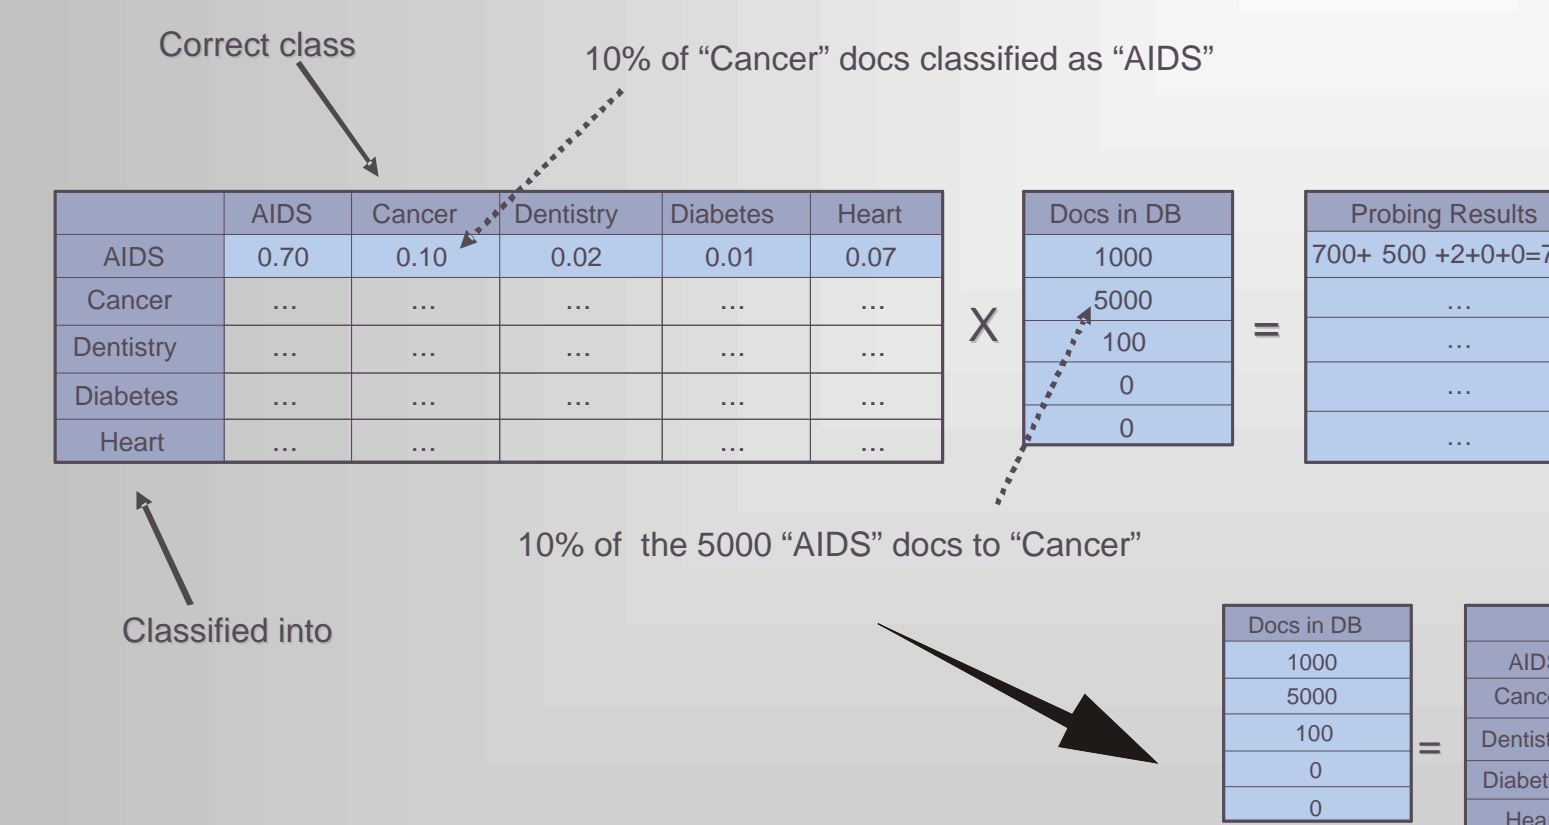 Correct class
10% of “Cancer” docs classified as “AIDS”
AIDS Cancer Dentistry Diabetes Heart
AIDS 0.70 0.10 0.02 0.01 0.07
Cancer ... ... ... ... ...
Dentistry ... ... ... ... ...
Diabetes ... ... ... ... ...
Heart ... ... ... ...
X
Docs in DB
1000
5000
100
0
0
=
Probing Results
700+ 500 +2+0+0=7
...
...
...
...
10% of the 5000 “AIDS” docs to “Cancer”
Classified into
Docs in DB
1000
5000
100
0
0
=